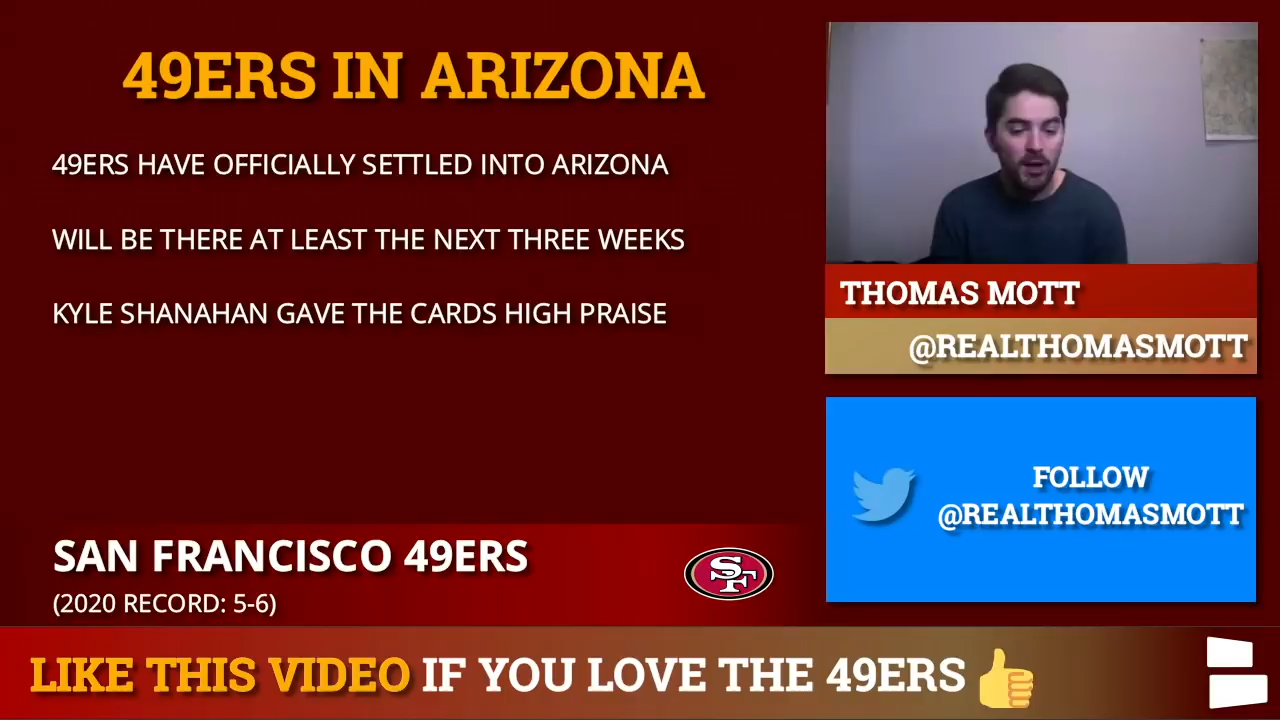 49ERS IN ARIZONA
49ERS HAVE OFFICIALLY SETTLED INTO ARIZONA
WILL BE THERE AT LEAST THE NEXT THREE WEEKS
KYLE SHANAHAN GAVE THE CARDS HIGH PRAISE
THOMAS MOTT
@REALTHOMASMOTT
FOLLOW
@REALTHOMASMOTT
SAN FRANCISCO 49ERS
(2020 RECORD: 5-6)
SF
LIKE THIS VIDEO IF YOU LOVE THE 49ERS